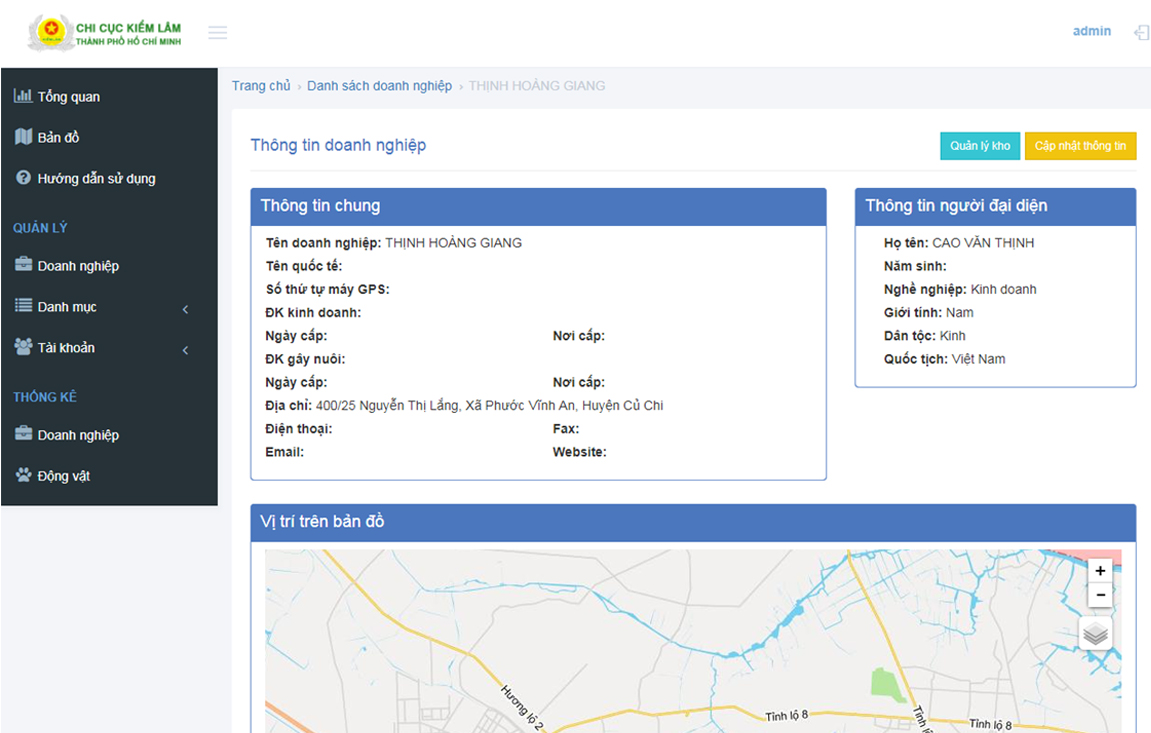 CHI CỤC KIỂM LÂM
THÀNH PHỐ HỒ CHÍ MINH
admin
Tổng quan
Bản đồ
Hướng dẫn sử dụng
QUẢN LÝ
Doanh nghiệp
Danh mục
Tài khoản
THỐNG KÊ
Doanh nghiệp
Động vật
Trang chủ › Danh sách doanh nghiệp › THỊNH HOẢNG GIANG
Thông tin doanh nghiệp
Quản lý kho
Cập nhật thông tin
Thông tin chung
Tên doanh nghiệp: THỊNH HOẢNG GIANG
Tên quốc tế:
Số thứ tự máy GPS:
ĐK kinh doanh:
Ngày cấp: Nơi cấp:
ĐK gây nuôi:
Ngày cấp: Nơi cấp:
Địa chỉ: 400/25 Nguyễn Thị Lắng, Xã Phước Vĩnh An, Huyện Củ Chi
Điện thoại: Fax:
Email: Website:
Thông tin người đại diện
Họ tên: CAO VĂN THỊNH
Năm sinh:
Nghề nghiệp: Kinh doanh
Giới tính: Nam
Dân tộc: Kinh
Quốc tịch: Việt Nam
Vị trí trên bản đồ
+
−
Hương lộ 2
Tỉnh lộ 8
Tỉnh
Tỉnh lộ 8